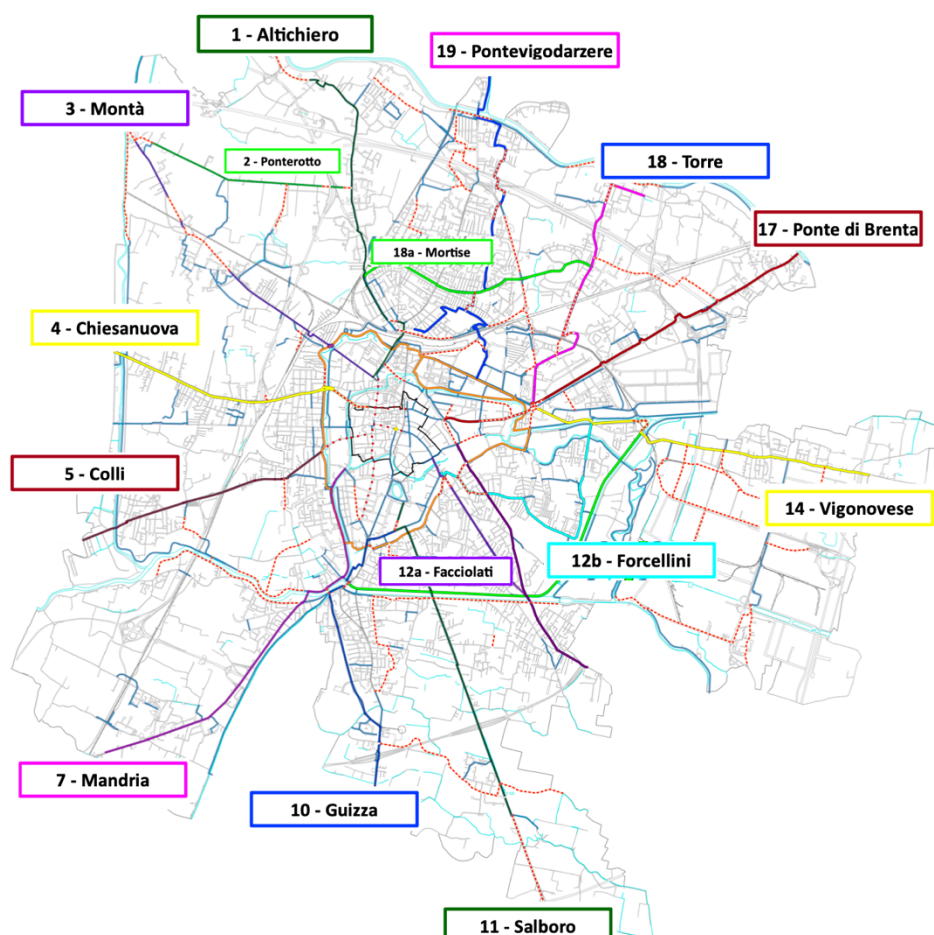 1 - Altichiero
19 - Pontevigodarzere
3 - Montà
2 - Ponterotto
18 - Torre
17 - Ponte di Brenta
18a - Mortise
4 - Chiesanuova
5 - Colli
14 - Vigonovese
12b - Forcellini
12a - Facciolati
7 - Mandria
10 - Guizza
11 - Salboro